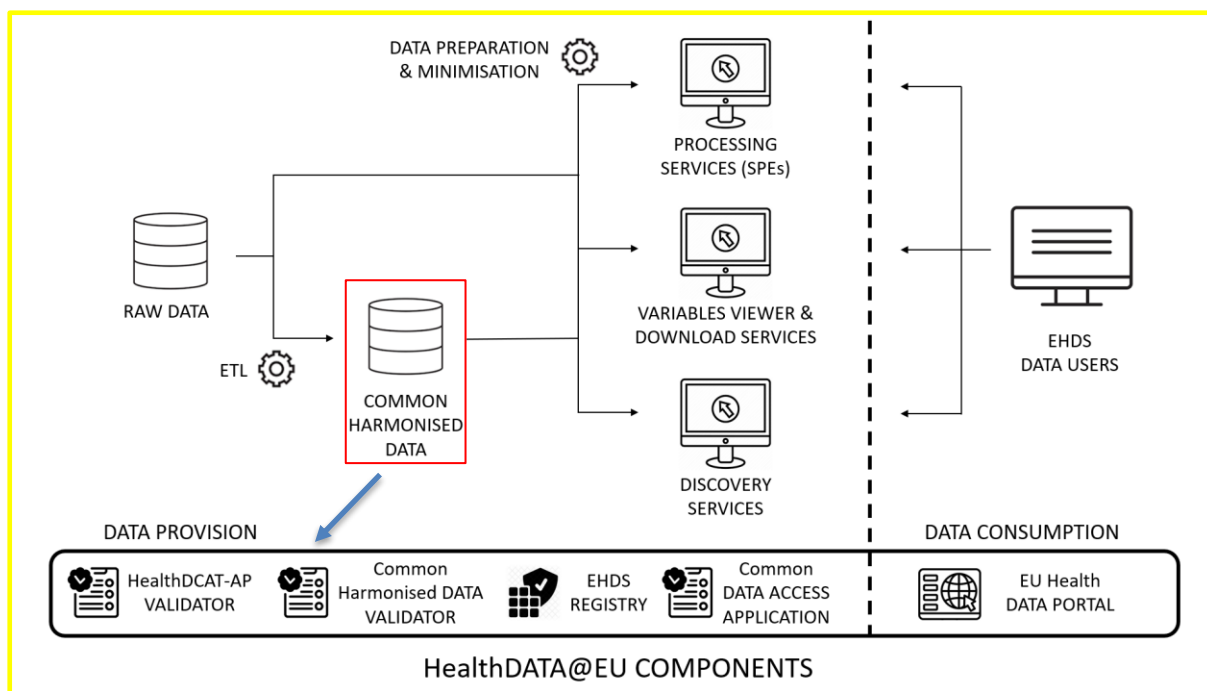 DATA PREPARATION
& MINIMISATION
PROCESSING
SERVICES (SPEs)
RAW DATA
ETL
COMMON
HARMONISED
DATA
VARIABLES VIEWER &
DOWNLOAD SERVICES
DISCOVERY
SERVICES
EHDS
DATA USERS
DATA PROVISION
DATA CONSUMPTION
HealthDCAT-AP
VALIDATOR
Common
Harmonised DATA
VALIDATOR
EHDS
REGISTRY
Common
DATA ACCESS
APPLICATION
EU Health
DATA PORTAL
HealthDATA@EU COMPONENTS